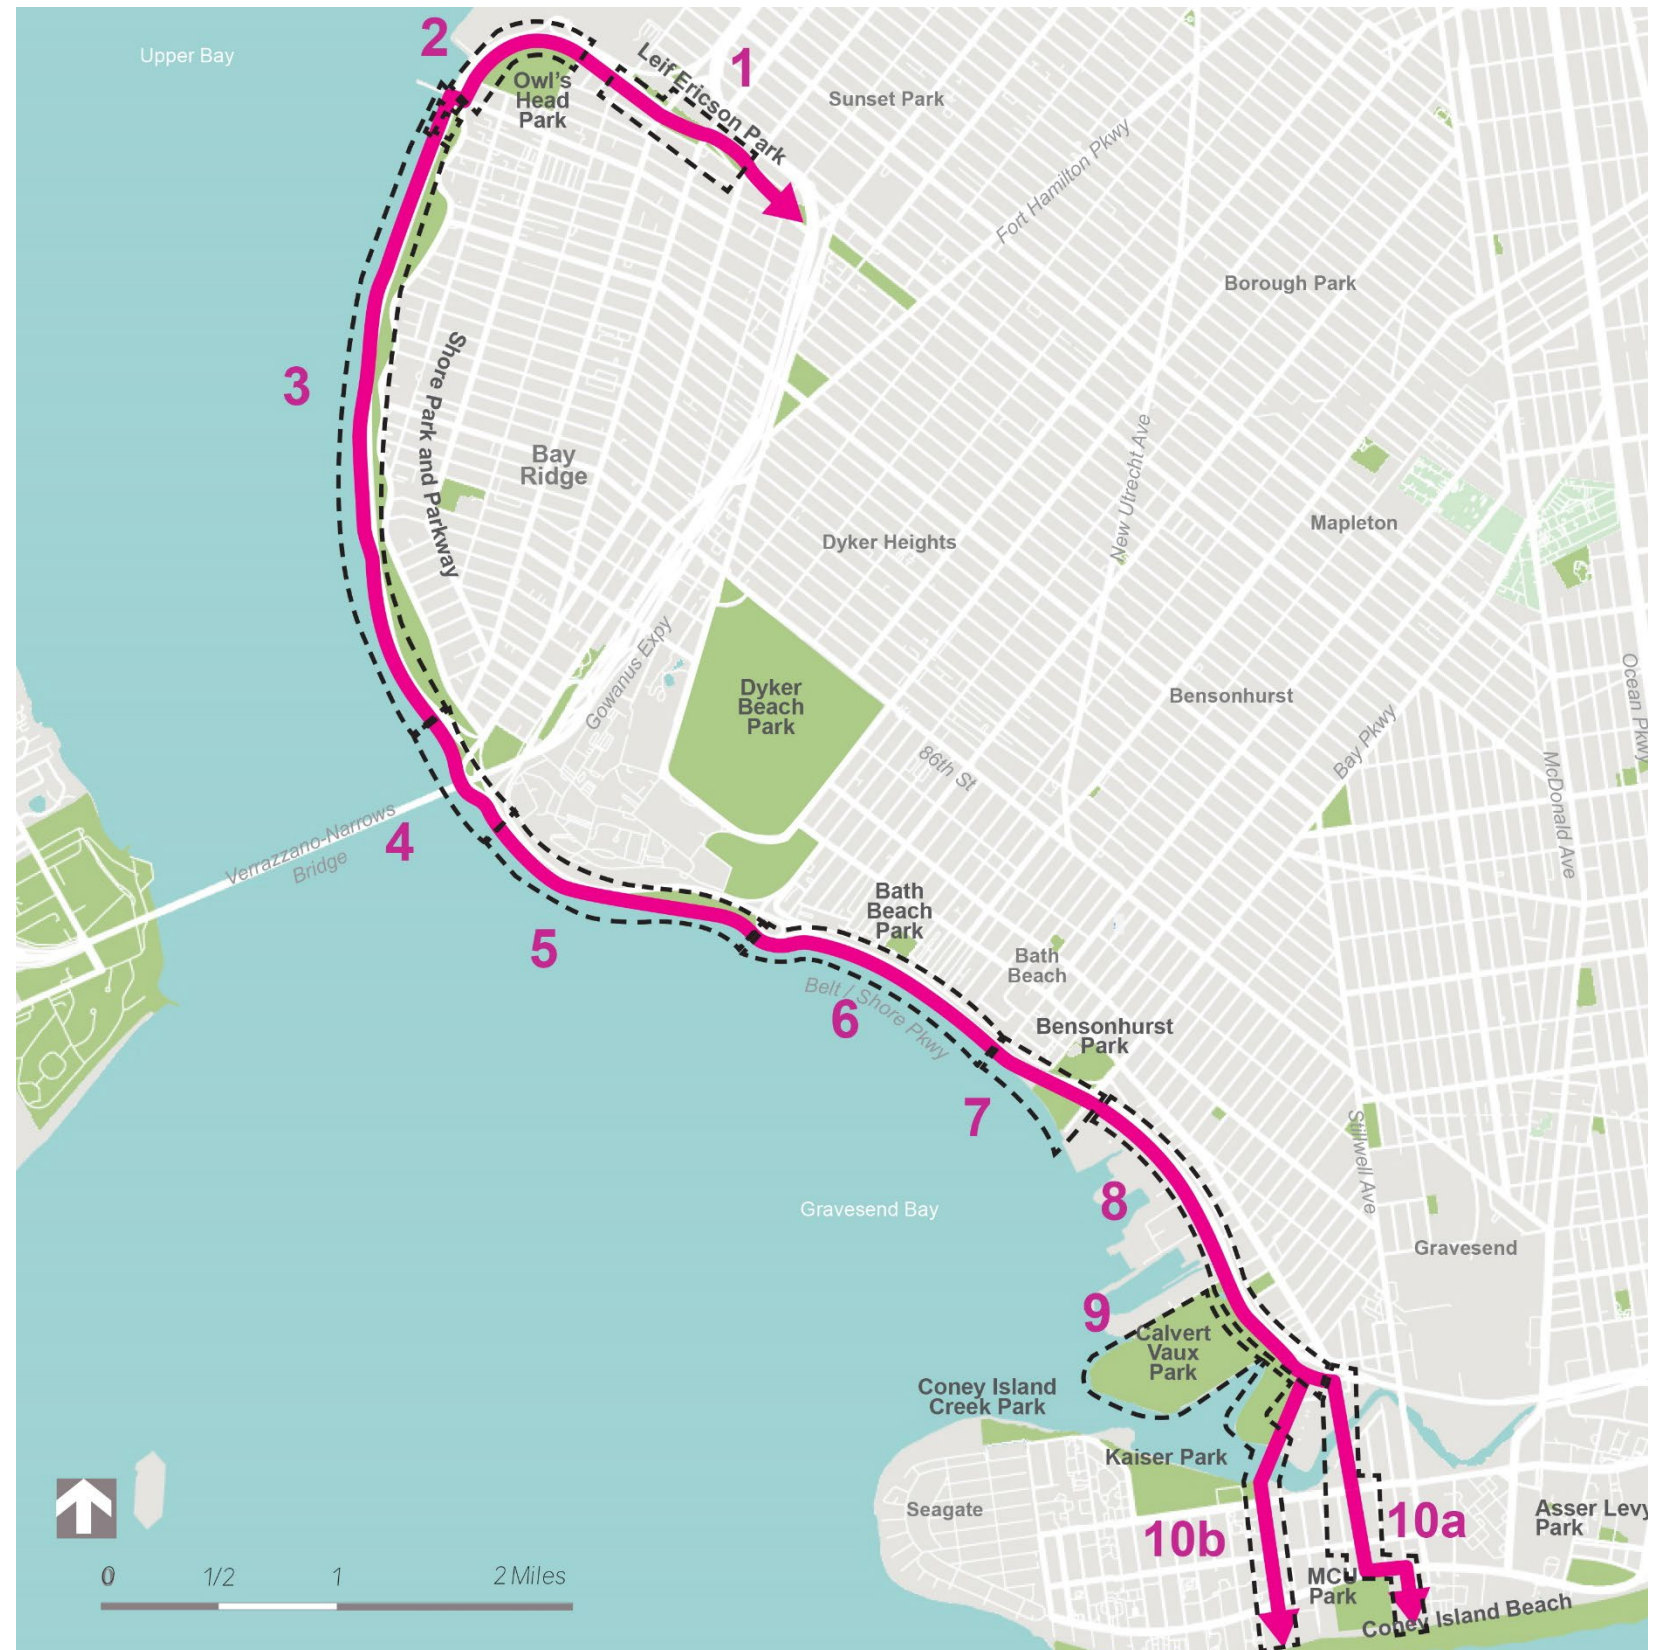 2
1
Upper Bay
Leif Ericson Park
Owl's
Head
Park
Sunset Park
Fort Hamilton Pkwy
Borough Park
3
Shore Park and Parkway
Bay
Ridge
New Utrecht Ave
Mapleton
Dyker Heights
Gowanus Expy
Dyker
Beach
Park
Bensonhurst
Ocean Pkwy
86th St
Bay Pkwy
McDonald Ave
Verrazzano-Narrows
Bridge
4
5
Bath
Beach
Park
Bath
Beach
Belt / Shore Pkwy
6
Bensonhurst
Park
7
Stillwell Ave
8
Gravesend Bay
Gravesend
9
Calvert
Vaux
Park
Coney Island
Creek Park
Kaiser Park
Seagate
10b
10a
Asser Levy
Park
MCU
Park
Coney Island Beach
0 1/2 1 2 Miles